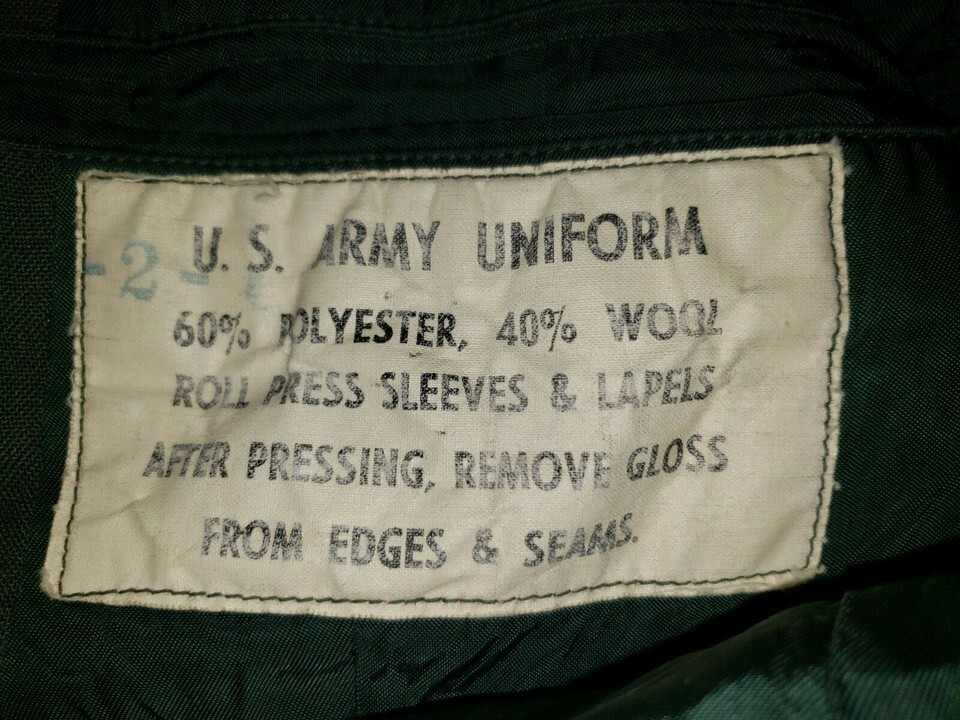 U. S. ARMY UNIFORM
- 2 -
60% POLYESTER, 40% WOOL
ROLL PRESS SLEEVES & LAPELS
AFTER PRESSING, REMOVE GLOSS
FROM EDGES & SEAMS.